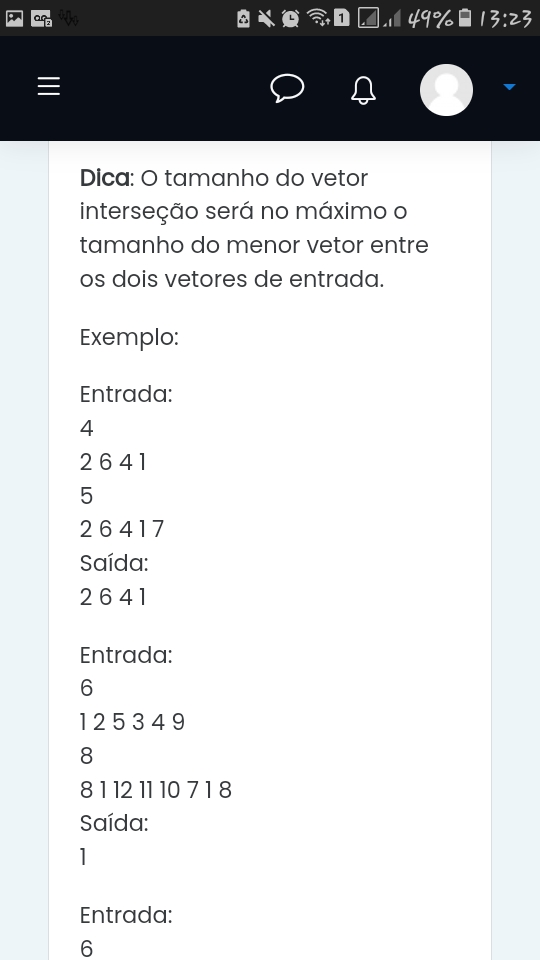 1 49% 13:23
Dica: O tamanho do vetor
interseção será no máximo o
tamanho do menor vetor entre
os dois vetores de entrada.
Exemplo:
Entrada:
4
2 6 4 1
5
2 6 4 1 7
Saída:
2 6 4 1
Entrada:
6
1 2 5 3 4 9
8
8 1 12 11 10 7 1 8
Saída:
1
Entrada:
6